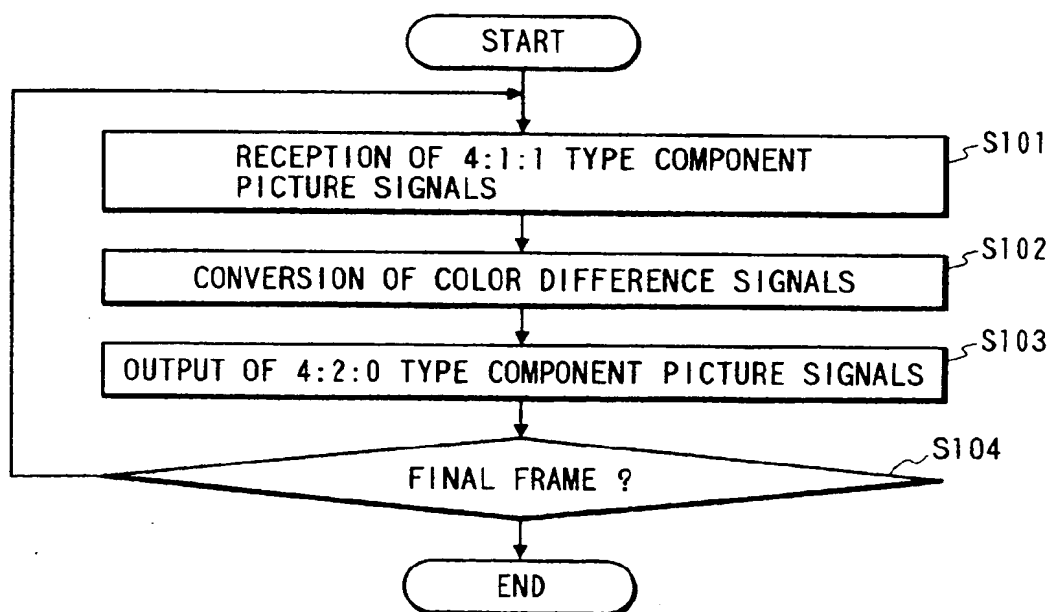 START
RECEPTION OF 4:1:1 TYPE COMPONENT
PICTURE SIGNALS
S101
CONVERSION OF COLOR DIFFERENCE SIGNALS
S102
OUTPUT OF 4:2:0 TYPE COMPONENT PICTURE SIGNALS
S103
FINAL FRAME ?
S104
END